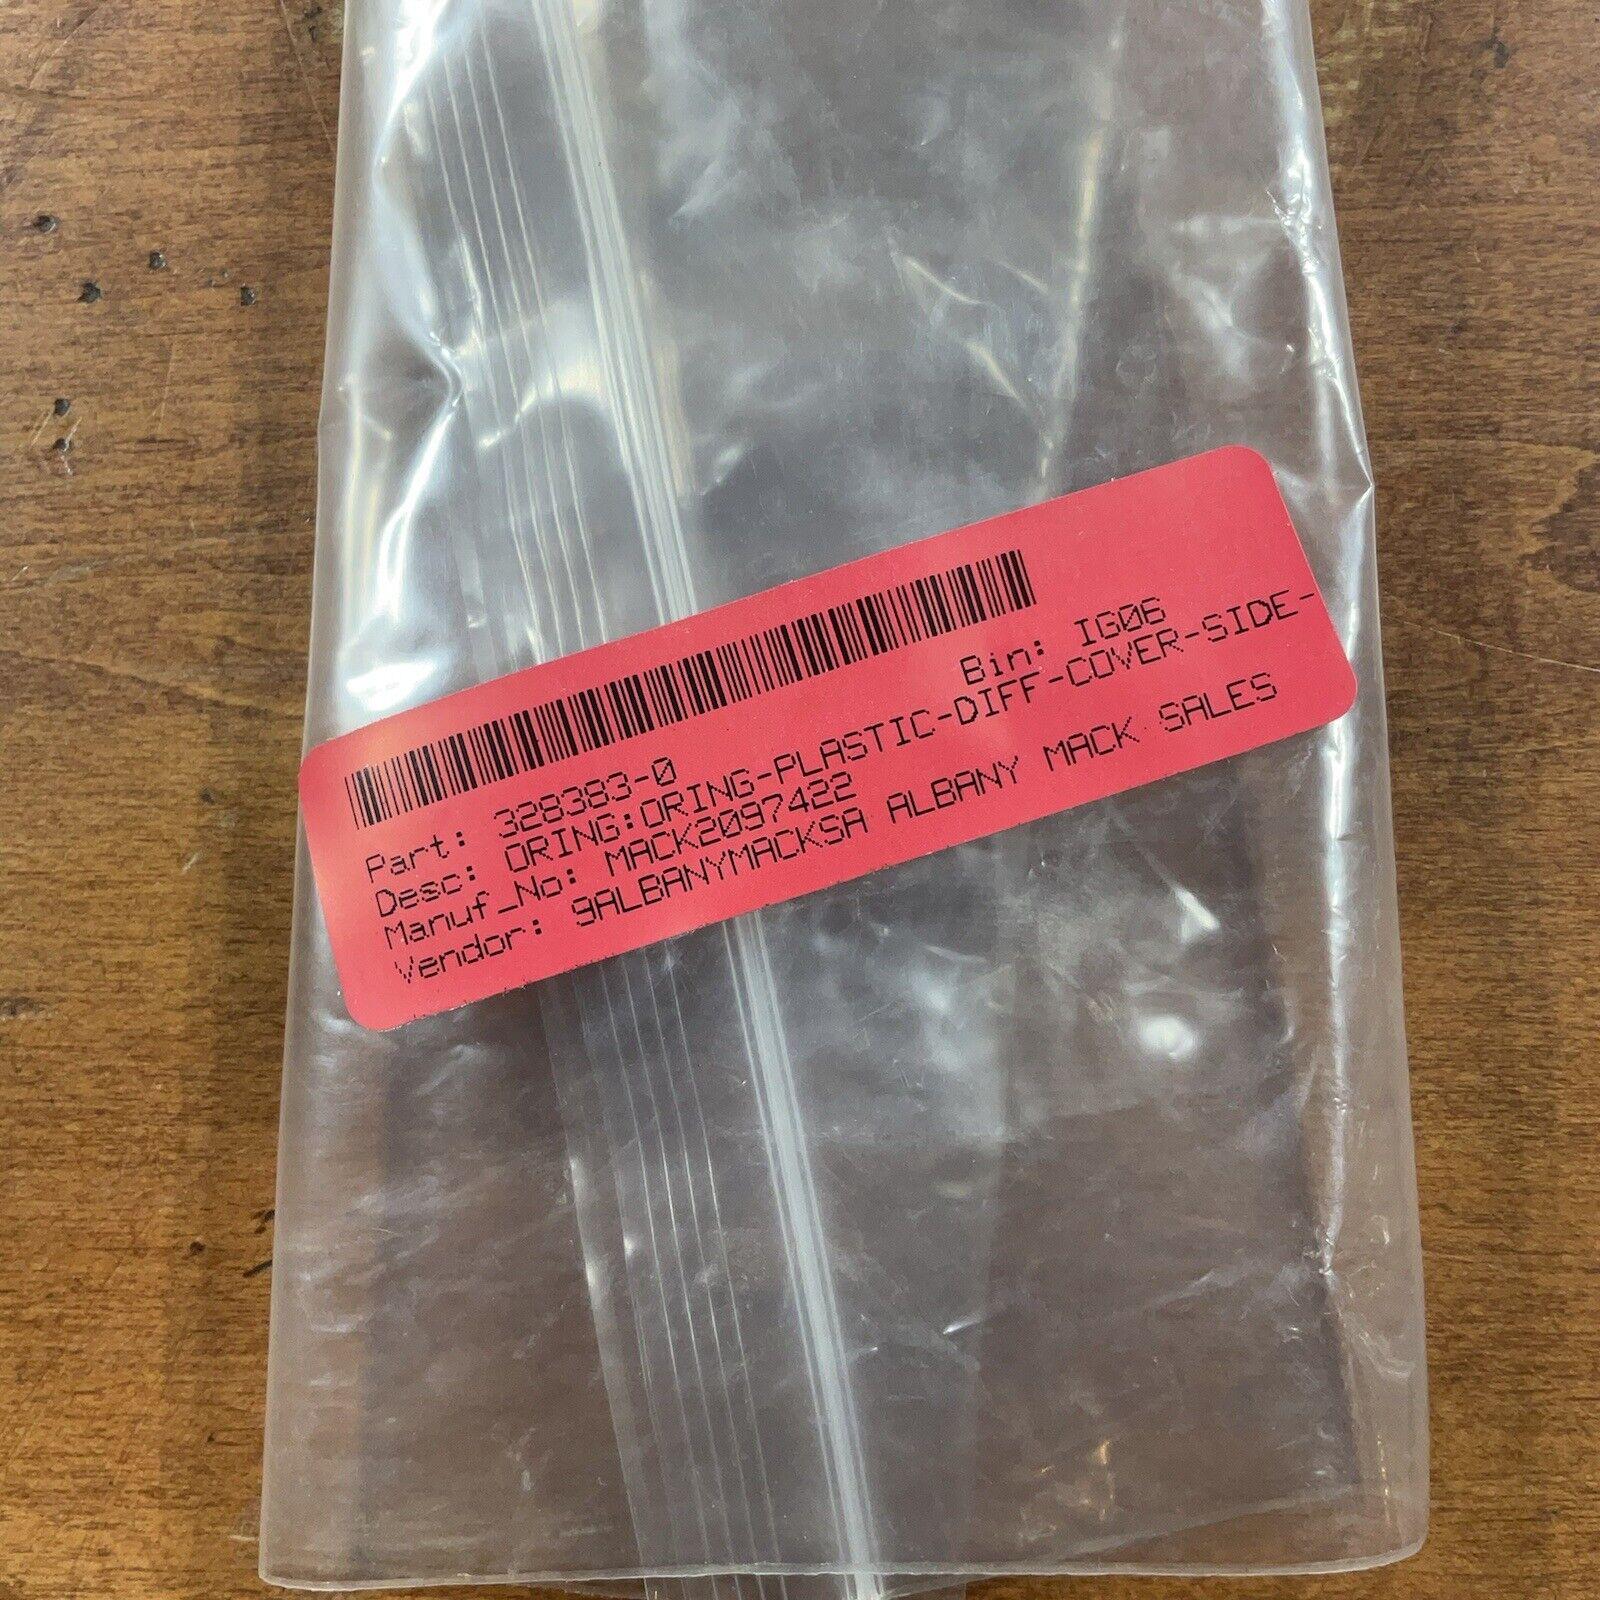 Part: 328383-0 Bin: IG06
Desc: ORING:ORING-PLASTIC-DIFF-COVER-SIDE-
Manuf_No: MACK2097422
Vendor: 9ALBANYMACKSA ALBANY MACK SALES